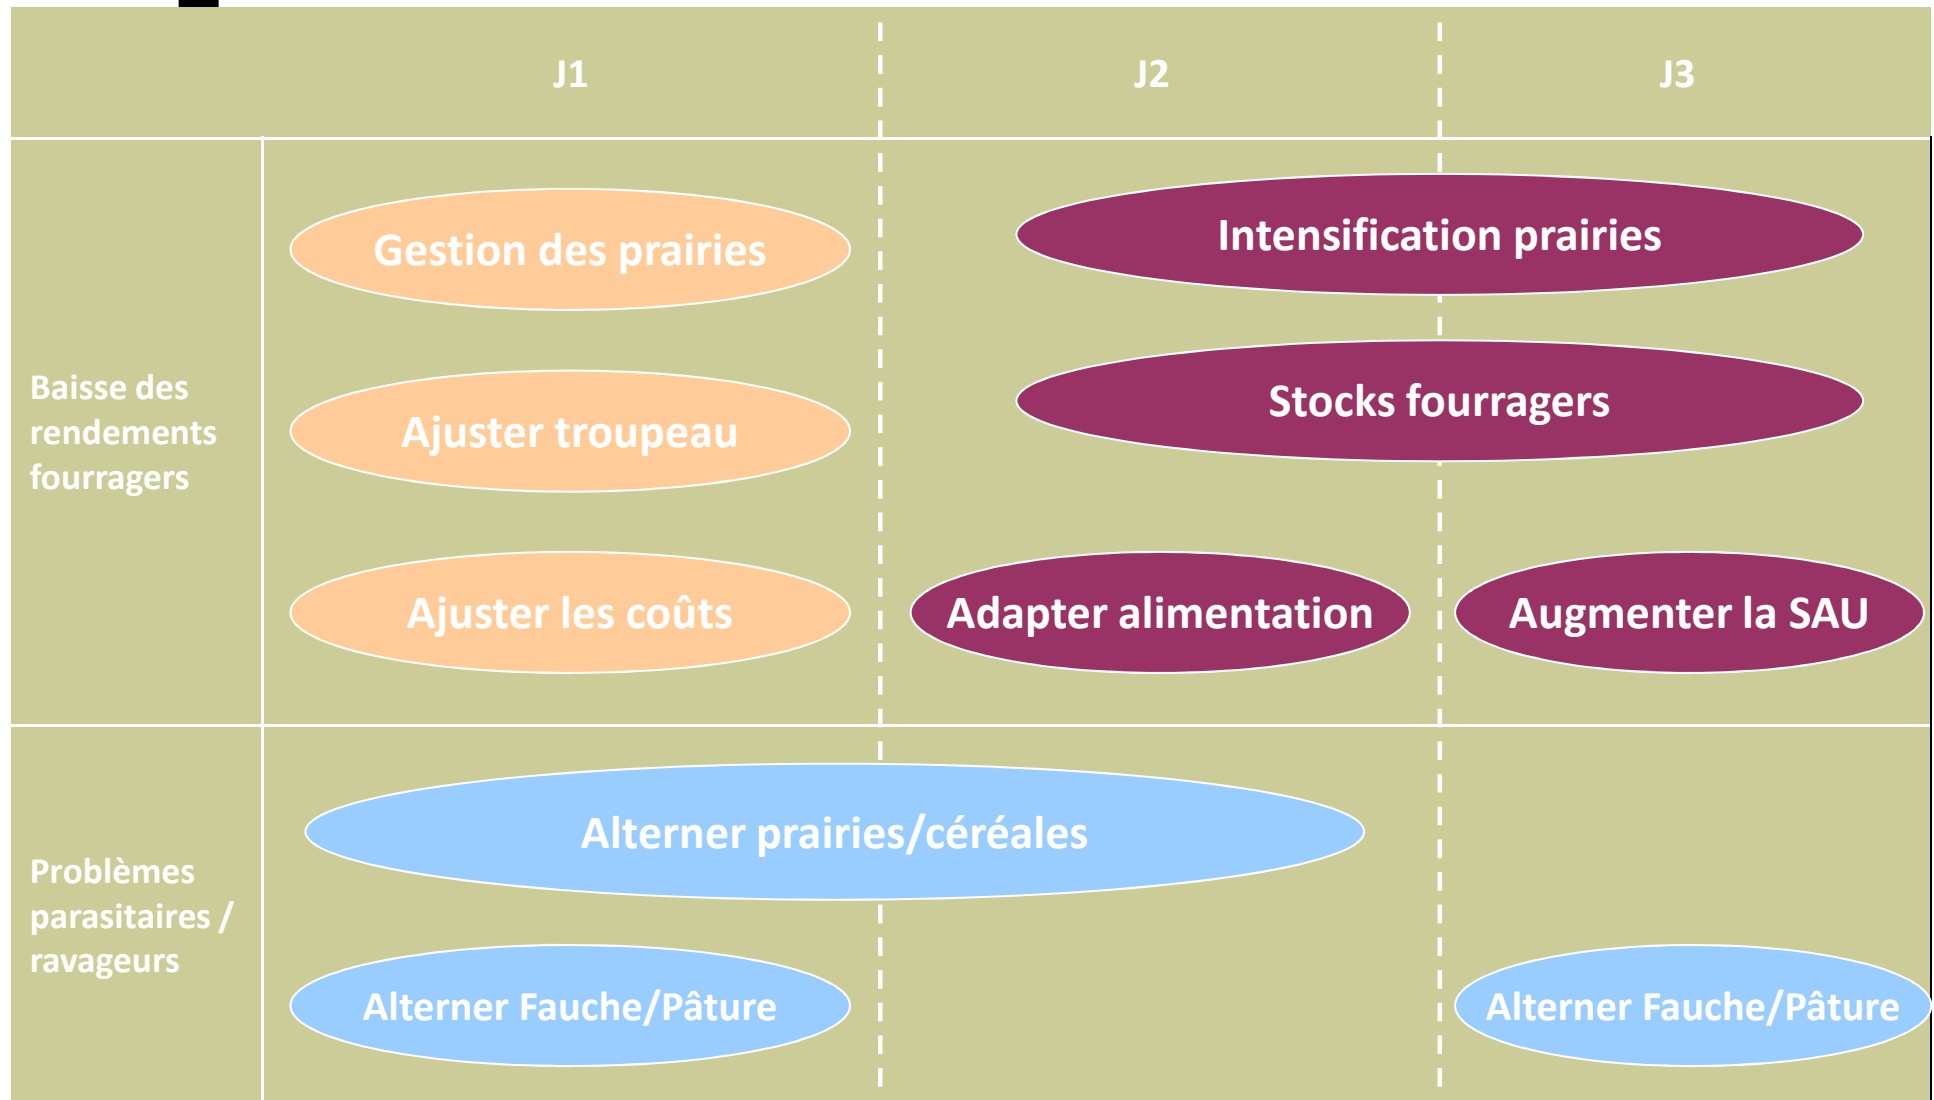 J1
J2
J3
Baisse des
rendements
fourragers
Gestion des prairies
Intensification prairies
Ajuster troupeau
Stocks fourragers
Ajuster les coûts
Adapter alimentation
Augmenter la SAU
Problèmes
parasitaires /
ravageurs
Alterner prairies/céréales
Alterner Fauche/Pâture
Alterner Fauche/Pâture